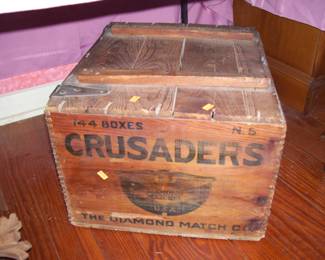 144 BOXES N. 5
CRUSADERS
U.S.A.
THE DIAMOND MATCH CO.